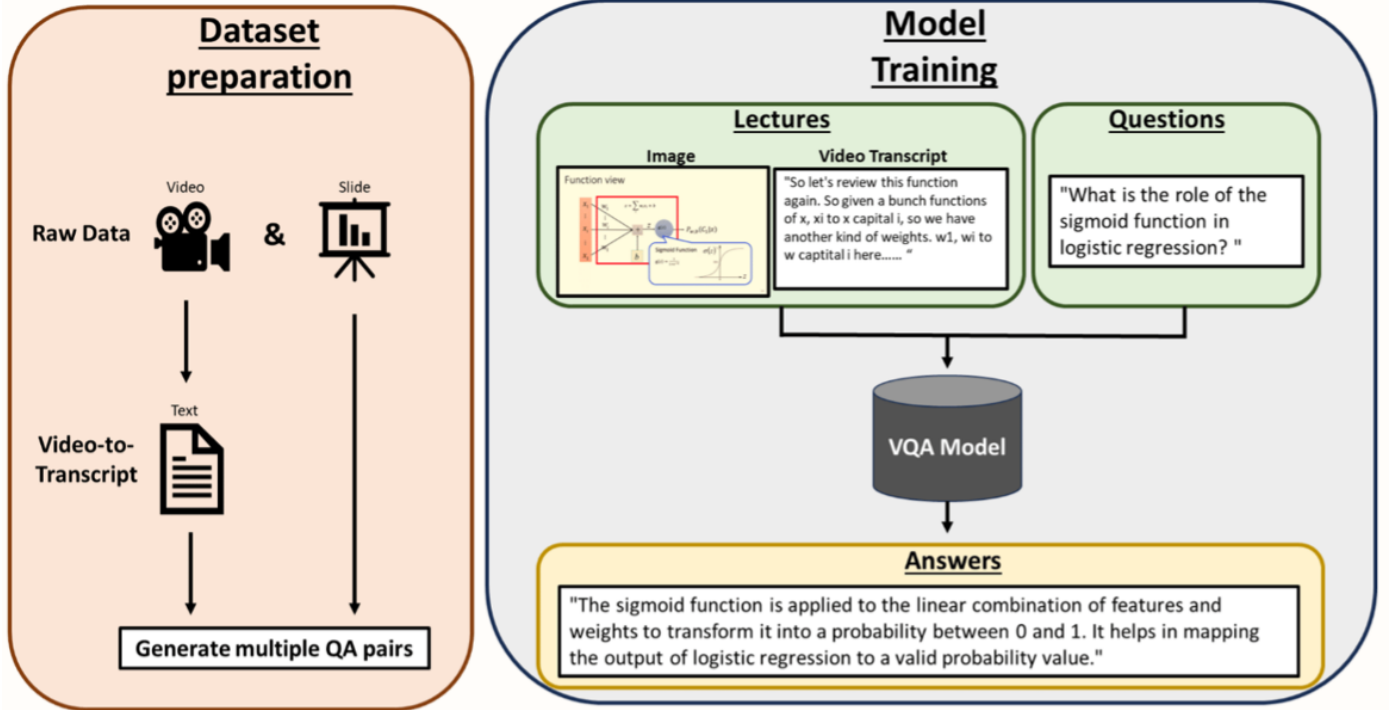 Dataset
preparation
Video
Slide
Raw Data
&
Text
Video-to-
Transcript
Generate multiple QA pairs
Model
Training
Lectures
Image
Function view
Sigmoid Function
Video Transcript
"So let's review this function
again. So given a bunch functions
of x, xi to x capital i, so we have
another kind of weights. w1, wi to
w captital i here...... "
Questions
"What is the role of the
sigmoid function in
logistic regression? "
VQA Model
Answers
"The sigmoid function is applied to the linear combination of features and
weights to transform it into a probability between 0 and 1. It helps in mapping
the output of logistic regression to a valid probability value."